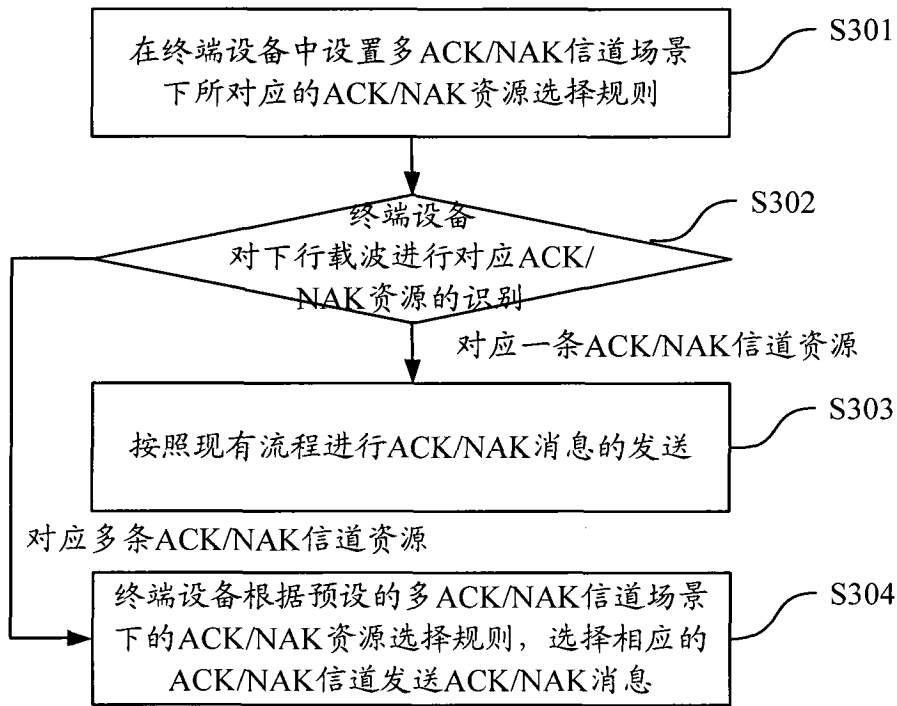 在终端设备中设置多ACK/NAK信道场景
下所对应的ACK/NAK资源选择规则
S301
终端设备
对下行载波进行对应ACK/
NAK资源的识别
S302
对应一条ACK/NAK信道资源
按照现有流程进行ACK/NAK消息的发送
S303
对应多条ACK/NAK信道资源
终端设备根据预设的多ACK/NAK信道场景
下的ACK/NAK资源选择规则，选择相应的
ACK/NAK信道发送ACK/NAK消息
S304